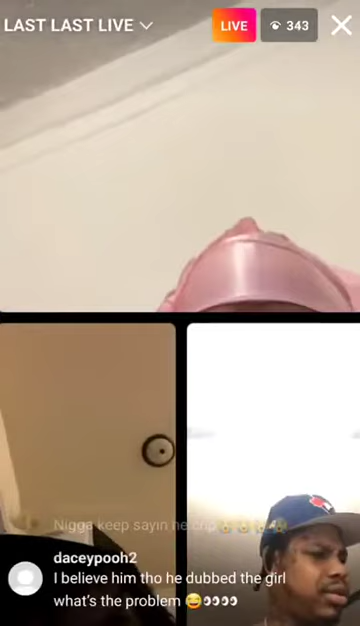 LAST LAST LIVE
LIVE
343
Nigga keep sayin he crip😭😭😭😭
daceypooh2
I believe him tho he dubbed the girl
what's the problem 😂👀👀